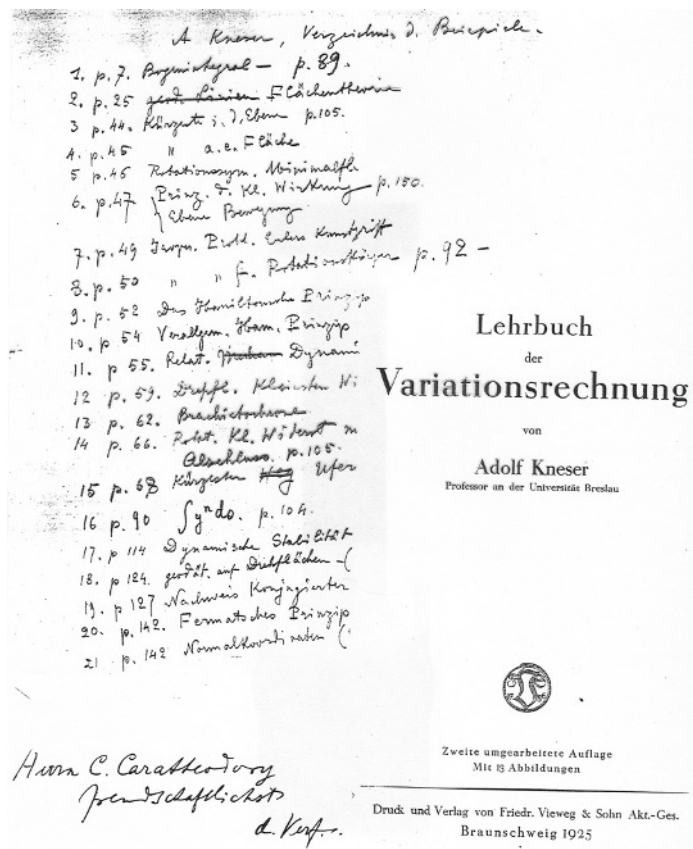 A Kneser, Verzeichnis d. Beispiele.
1. p. 7. Bogenintegral – p. 89.
2. p. 25 Flächentheorie
3 p. 44. Kürzeste i. d. Ebene p. 105.
4. p. 45 " a. e. Fläche
5 p. 46 Rotationssym. Minimalfl.
6. p. 47 Prinz. d. Kl. Wirkung p. 150.
Ebene Bewegung
7. p. 49 Isoper. Probl. Eulers Kunstgriff
8. p. 50 " " f. Rotationskörper p. 92 –
9. p. 52 Das Hamiltonsche Prinzip
10. p. 54 Verallgem. Ham. Prinzip
11. p 55. Relat. Dynami
12 p. 59. Drehfl. Kleinsten Wi
13 p. 62. Brachistochrone
14 p. 66. Rotat. Kl. Widerst m
Abschluss. p. 105.
15 p. 68 Kürzesten Ufer
16 p. 90 ∫yⁿdσ. p. 104.
17. p 114 Dynamische Stabilität
18. p 124. geodät. auf Drehflächen – (
19. p 127 Nachweis Konjugierter
20. p. 142. Fermatsches Prinzip
21 p. 142 Normalkoordinaten (
Herrn C. Caratheodory
freundschaftlichst
d. Verf.
Lehrbuch
der
Variationsrechnung
von
Adolf Kneser
Professor an der Universität Breslau
Zweite umgearbeitete Auflage
Mit 13 Abbildungen
Druck und Verlag von Friedr. Vieweg & Sohn Akt.-Ges.
Braunschweig 1925